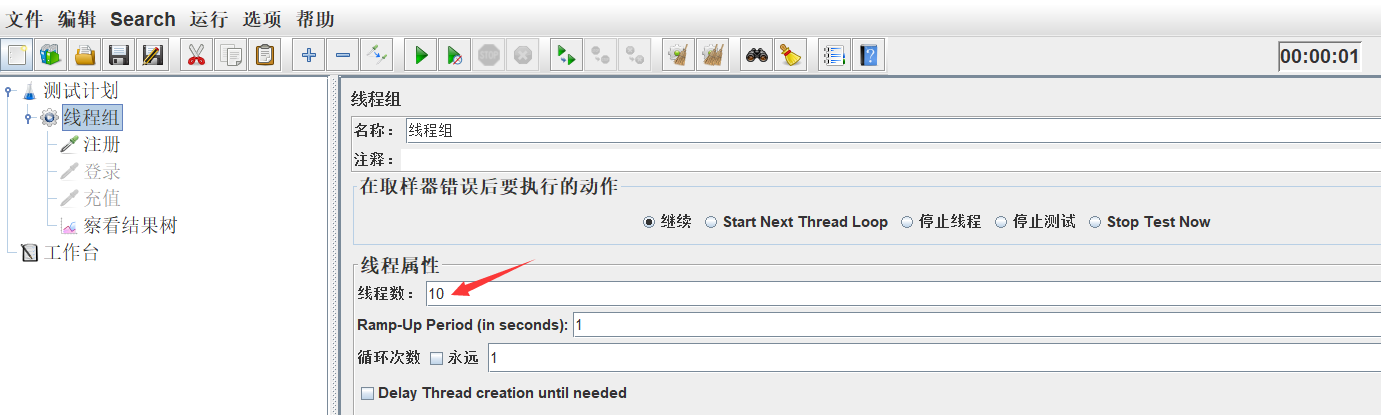 文件 编辑 Search 运行 选项 帮助
STOP
00:00:01
测试计划
线程组
注册
登录
充值
察看结果树
工作台
线程组
名称： 线程组
注释：
在取样器错误后要执行的动作
继续 Start Next Thread Loop 停止线程 停止测试 Stop Test Now
线程属性
线程数： 10
Ramp-Up Period (in seconds): 1
循环次数 永远 1
Delay Thread creation until needed